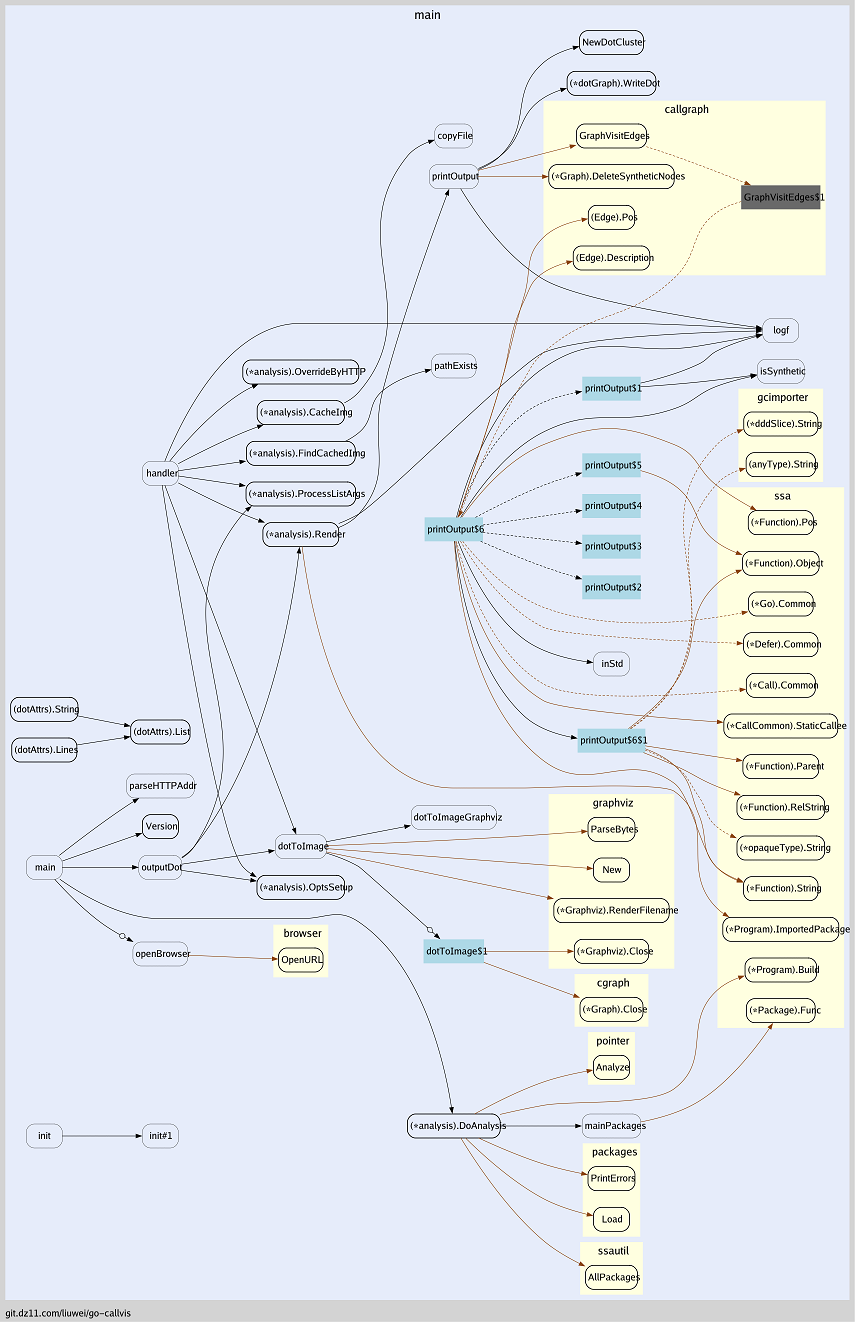 main
NewDotCluster
(*dotGraph).WriteDot
callgraph
copyFile
GraphVisitEdges
printOutput
(*Graph).DeleteSyntheticNodes
GraphVisitEdges$1
(Edge).Pos
(Edge).Description
logf
pathExists
isSynthetic
(*analysis).OverrideByHTTP
printOutput$1
gcimporter
(*analysis).CacheImg
(*dddSlice).String
(*analysis).FindCachedImg
handler
printOutput$5
(anyType).String
(*analysis).ProcessListArgs
ssa
printOutput$4
(*Function).Pos
(*analysis).Render
printOutput$6
printOutput$3
(*Function).Object
printOutput$2
(*Go).Common
(*Defer).Common
inStd
(*Call).Common
(dotAttrs).String
(dotAttrs).List
(*CallCommon).StaticCallee
(dotAttrs).Lines
printOutput$6$1
(*Function).Parent
parseHTTPAddr
graphviz
(*Function).RelString
dotToImageGraphviz
Version
ParseBytes
dotToImage
(*opaqueType).String
main
outputDot
New
(*analysis).OptsSetup
(*Function).String
(*Graphviz).RenderFilename
(*Program).ImportedPackage
browser
openBrowser
OpenURL
dotToImage$1
(*Graphviz).Close
(*Program).Build
cgraph
(*Graph).Close
(*Package).Func
pointer
Analyze
(*analysis).DoAnalysis
mainPackages
init
init#1
packages
PrintErrors
Load
ssautil
AllPackages
git.dz11.com/liuwei/go-callvis